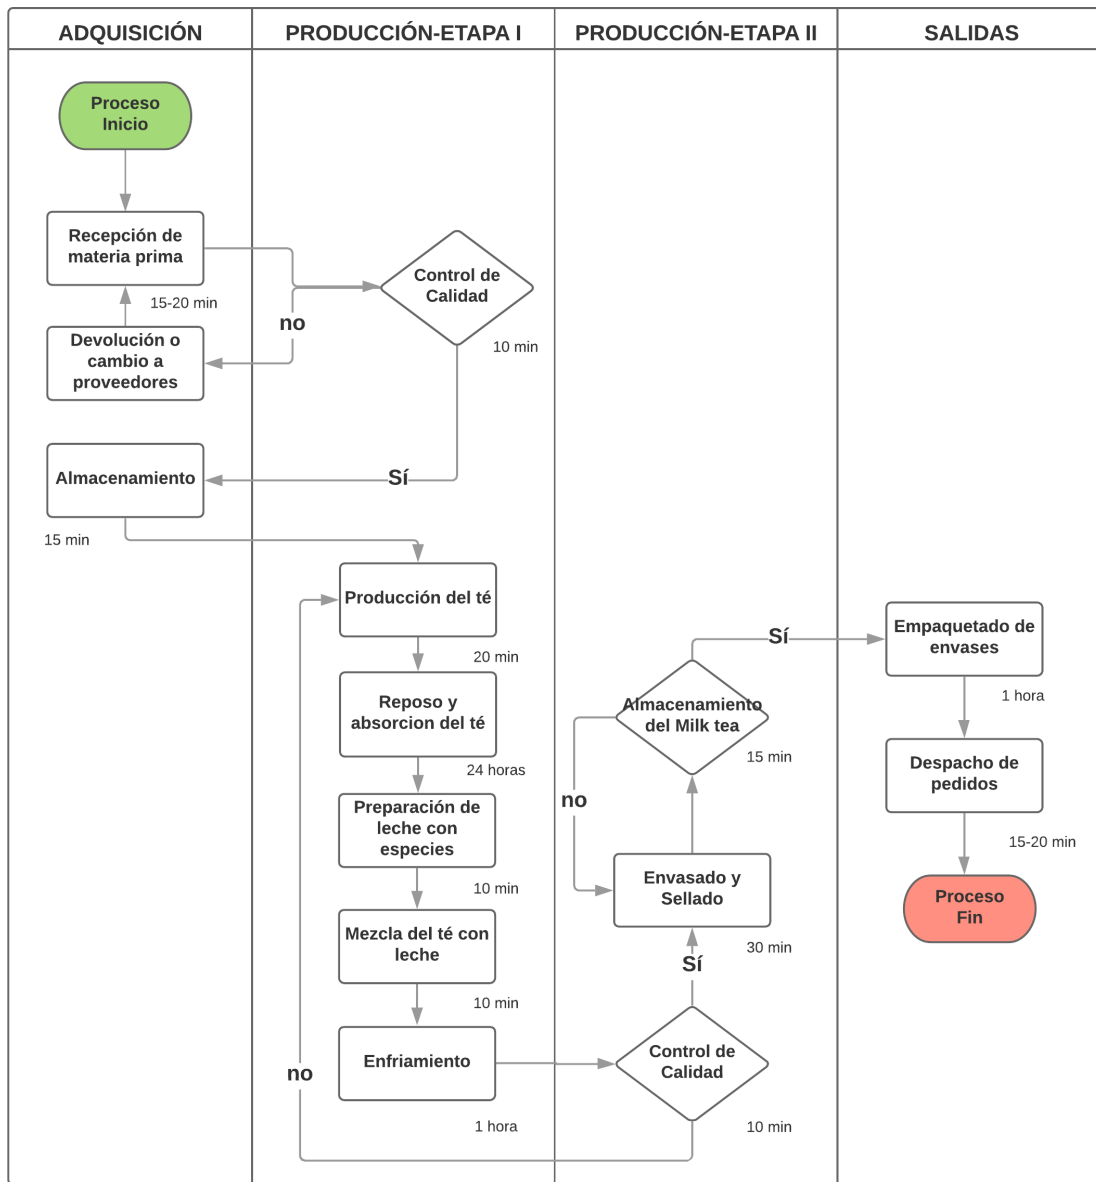 ADQUISICIÓN
PRODUCCIÓN-ETAPA I
PRODUCCIÓN-ETAPA II
SALIDAS
Proceso
Inicio
Recepción de
materia prima
15-20 min
Devolución o
cambio a
proveedores
no
Control de
Calidad
10 min
Sí
Almacenamiento
15 min
Producción del té
20 min
Reposo y
absorcion del té
24 horas
Preparación de
leche con
especies
10 min
Mezcla del té con
leche
10 min
Enfriamiento
1 hora
no
Control de
Calidad
10 min
Sí
Envasado y
Sellado
30 min
no
Almacenamiento
del Milk tea
15 min
Sí
Empaquetado de
envases
1 hora
Despacho de
pedidos
15-20 min
Proceso
Fin